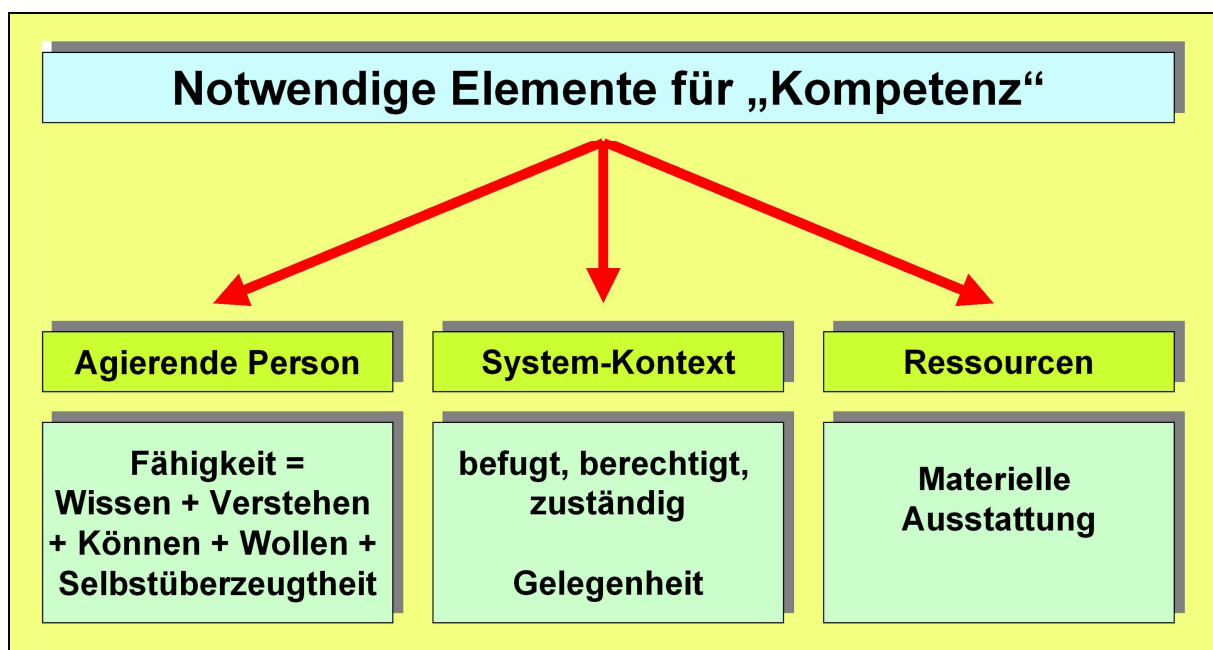 Notwendige Elemente für „Kompetenz“
Agierende Person
Fähigkeit =
Wissen + Verstehen
+ Können + Wollen +
Selbstüberzeugtheit
System-Kontext
befugt, berechtigt,
zuständig
Gelegenheit
Ressourcen
Materielle
Ausstattung